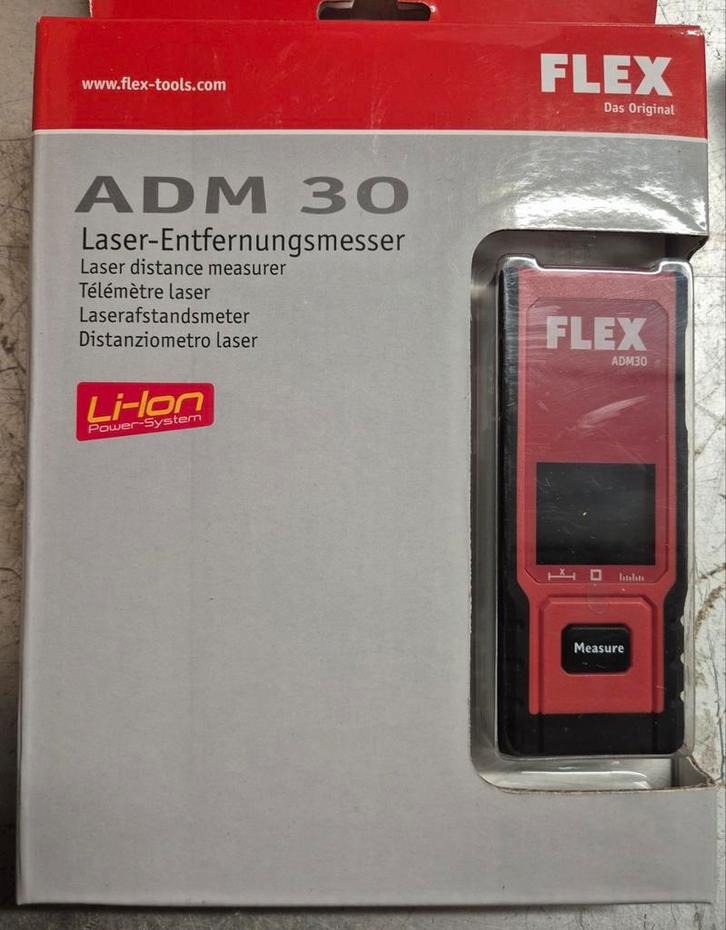 www.flex-tools.com
FLEX
Das Original
ADM 30
Laser-Entfernungsmesser
Laser distance measurer
Télémètre laser
Laserafstandsmeter
Distanziometro laser
Li-Ion
Power-System
FLEX
ADM30
x
Measure